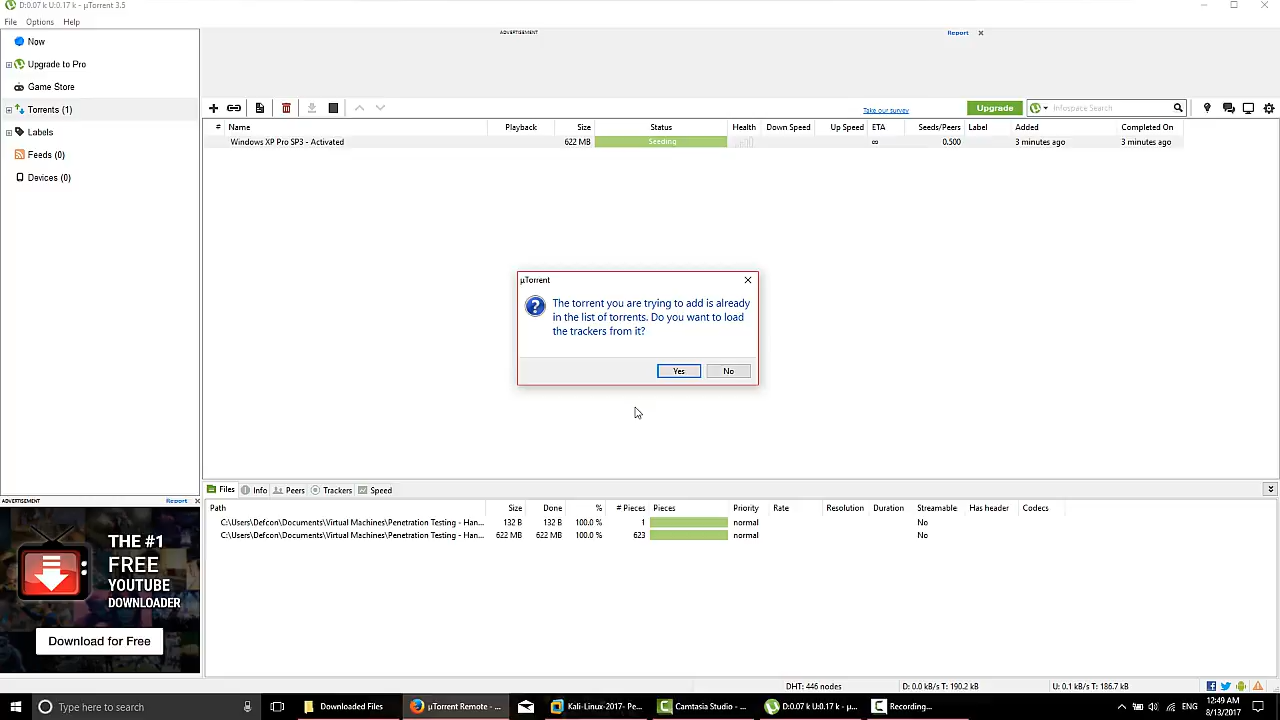 D:0.07 k U:0.17 k - µTorrent 3.5
File Options Help
Now
Upgrade to Pro
Game Store
Torrents (1)
Labels
Feeds (0)
Devices (0)
ADVERTISEMENT
Report
Take our survey
Upgrade
Infospace Search
# Name Playback Size Status Health Down Speed Up Speed ETA Seeds/Peers Label Added Completed On
Windows XP Pro SP3 - Activated 622 MB Seeding ∞ 0.500 3 minutes ago 3 minutes ago
µTorrent
The torrent you are trying to add is already
in the list of torrents. Do you want to load
the trackers from it?
Yes No
Files Info Peers Trackers Speed
Path Size Done % # Pieces Pieces Priority Rate Resolution Duration Streamable Has header Codecs
C:\Users\Defcon\Documents\Virtual Machines\Penetration Testing - Han... 132 B 132 B 100.0 % 1 normal No
C:\Users\Defcon\Documents\Virtual Machines\Penetration Testing - Han... 622 MB 622 MB 100.0 % 623 normal No
ADVERTISEMENT Report
THE #1
FREE
YOUTUBE
DOWNLOADER
Download for Free
DHT: 446 nodes D: 0.0 kB/s T: 190.2 kB U: 0.1 kB/s T: 186.7 kB
Type here to search
Downloaded Files
µTorrent Remote - ...
Kali-Linux-2017- Pe...
Camtasia Studio - ...
D:0.07 k U:0.17 k - µ...
Recording...
ENG
12:49 AM
8/13/2017